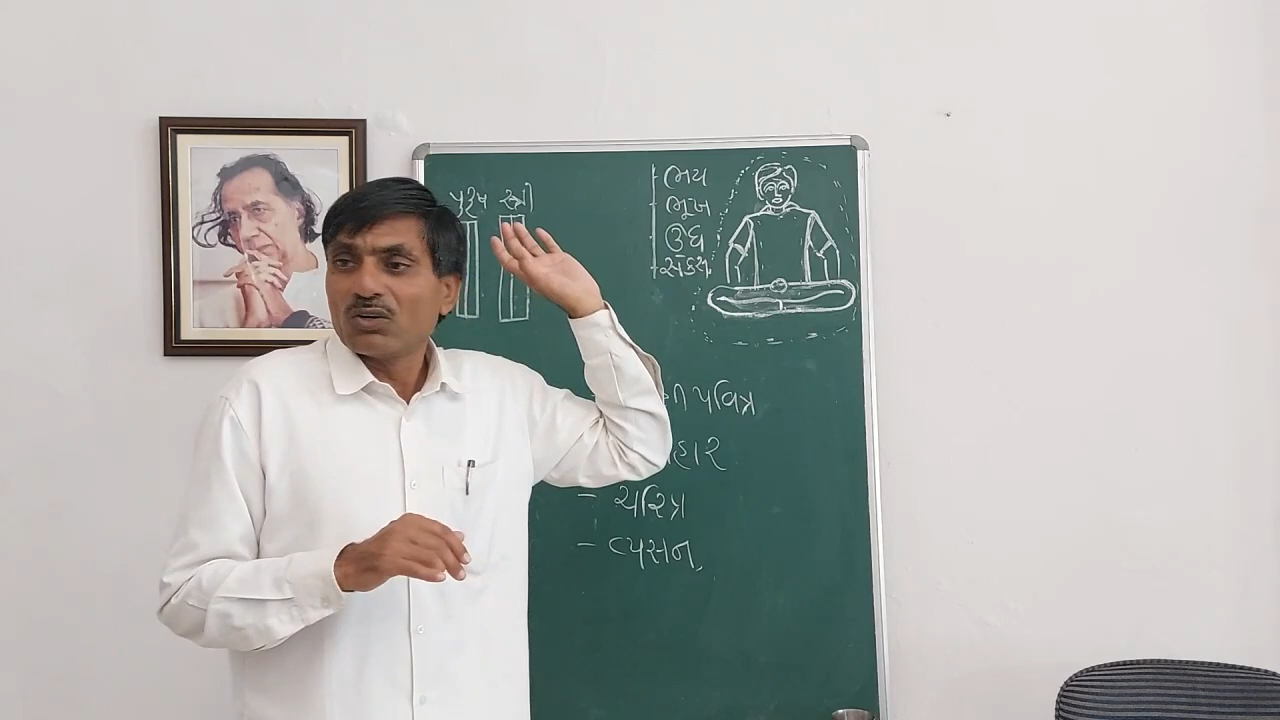 પુરૂષ સ્ત્રી
ભય
ભૂખ
ઉંઘ
પવિત્ર
- ચરિત્ર
- વ્યસન